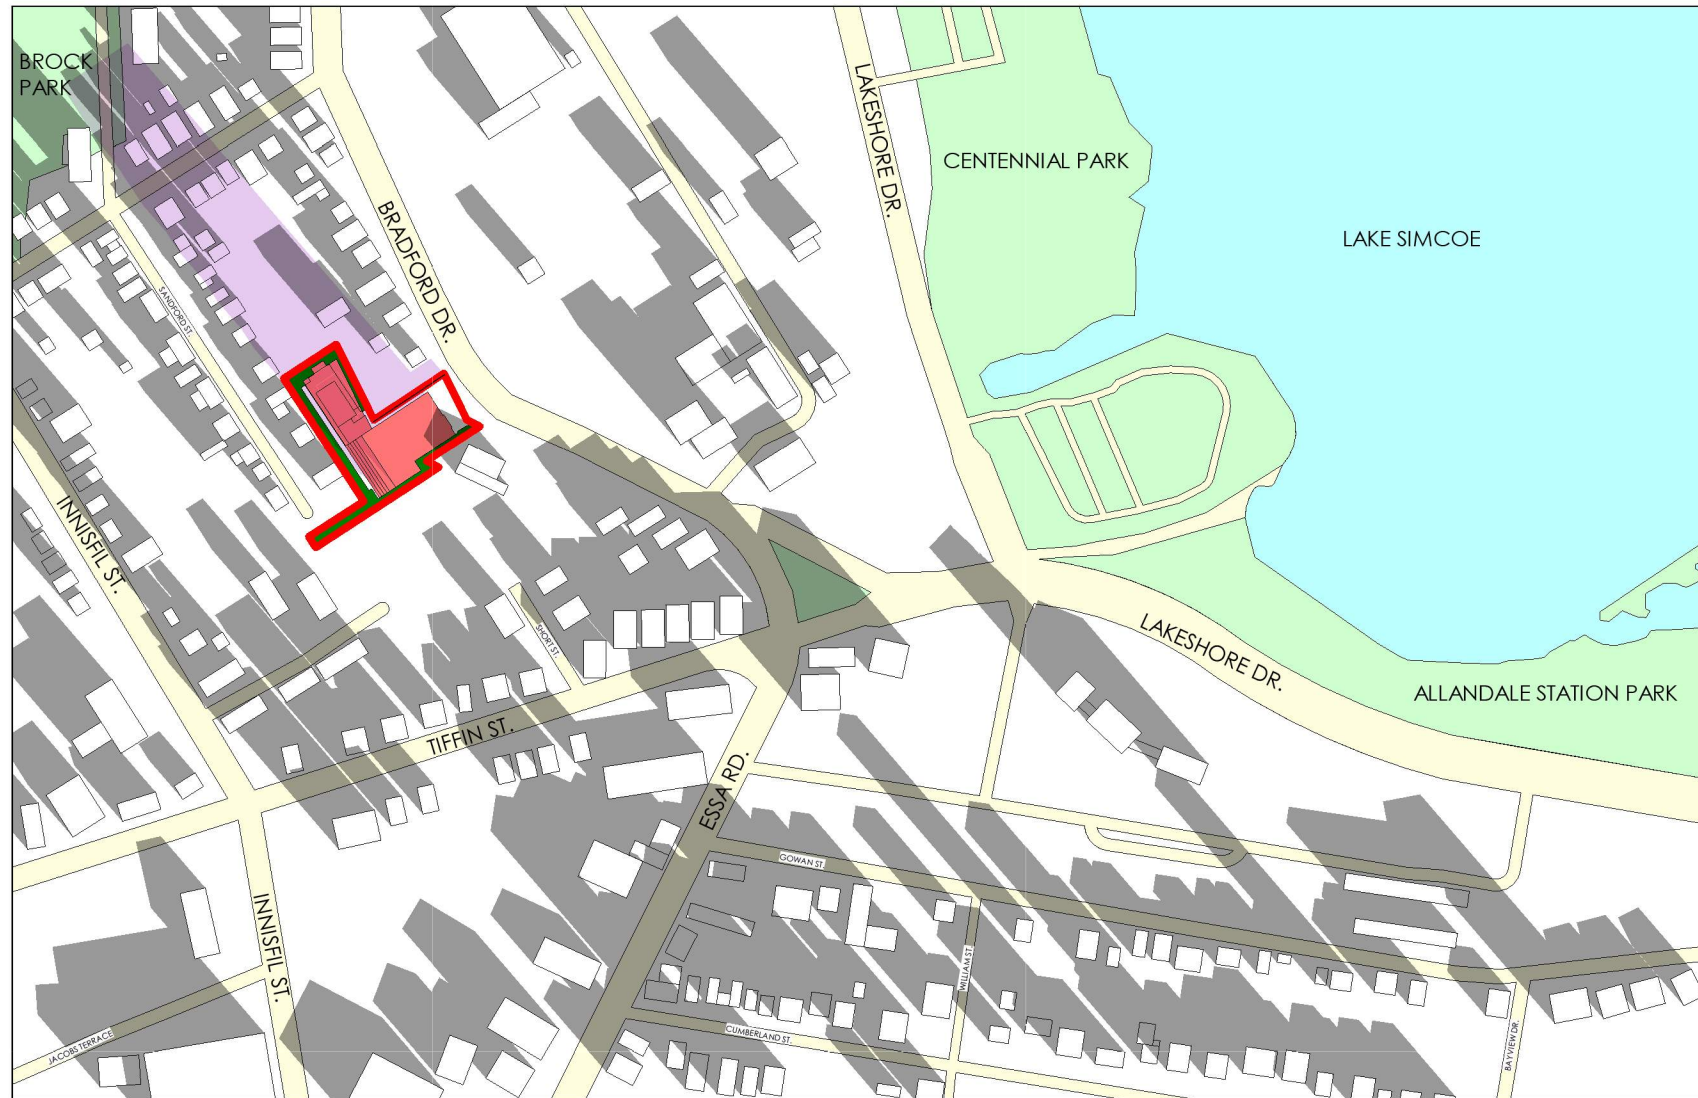 BROCK
PARK
LAKESHORE DR.
CENTENNIAL PARK
LAKE SIMCOE
BRADFORD DR.
SANDFORD ST.
INNISFIL ST.
SHORT ST.
LAKESHORE DR.
ALLANDALE STATION PARK
TIFFIN ST.
ESSA RD.
GOWAN ST.
INNISFIL ST.
WILLIAM ST.
CUMBERLAND ST.
JACOBS TERRACE
BAYVIEW DR.